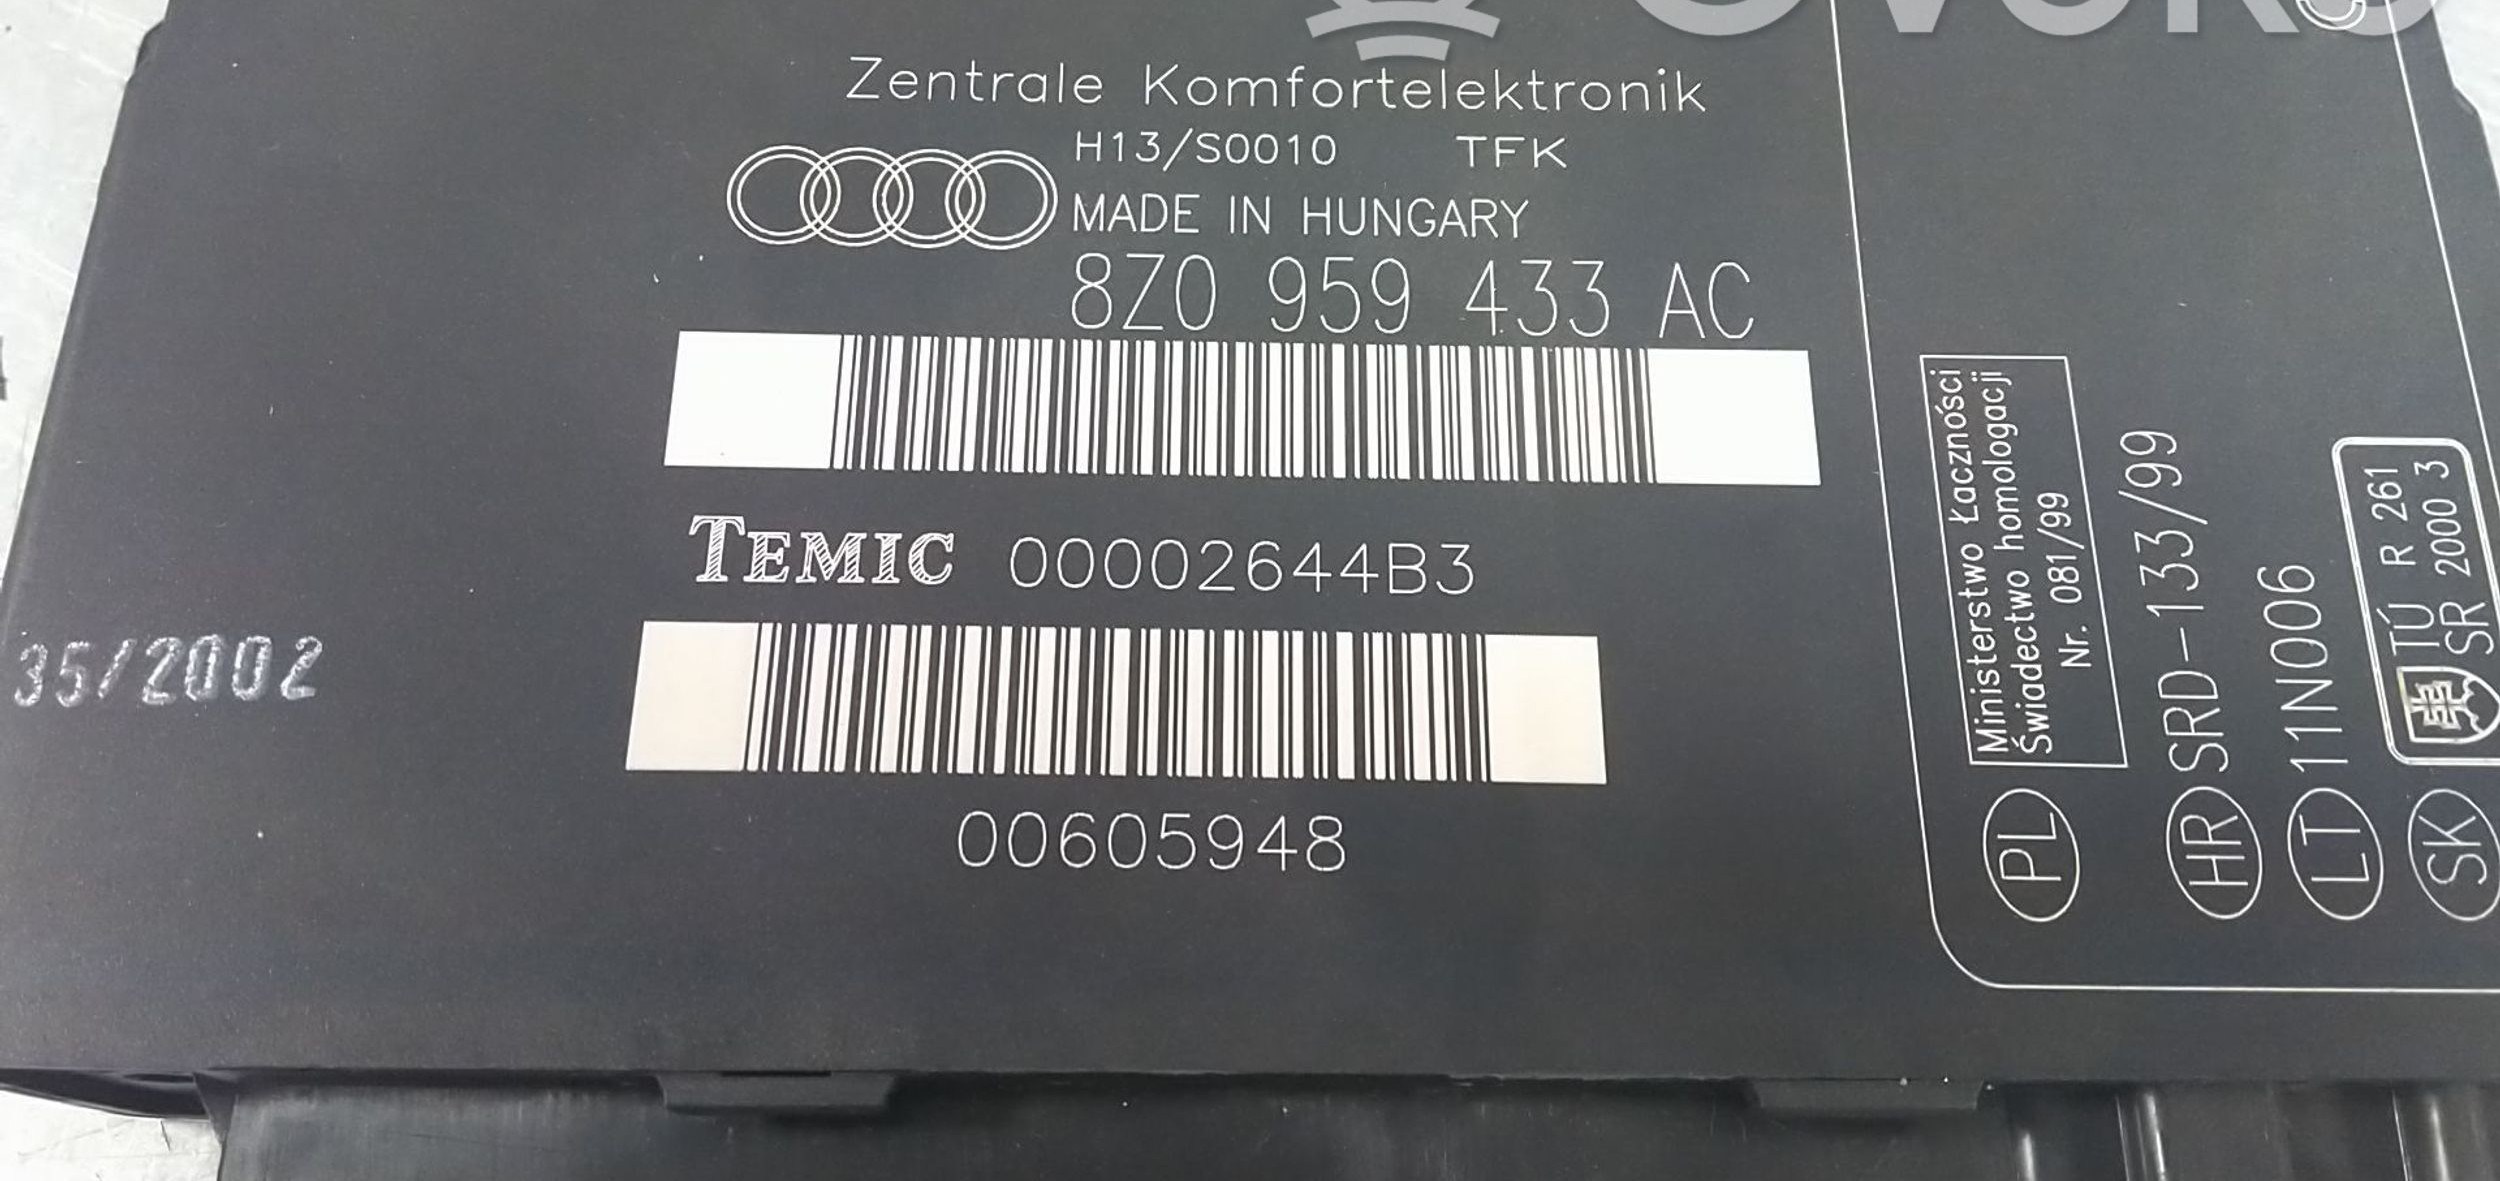 Zentrale Komfortelektronik
H13/S0010 TFK
MADE IN HUNGARY
8Z0 959 433 AC
TEMIC 00002644B3
00605948
35/2002
PL
Ministerstwo Łączności
Świadectwo homologacji
Nr. 081/99
HR SRD-133/99
LT 11N006
SK
TÚ R 261
SR 2000 3